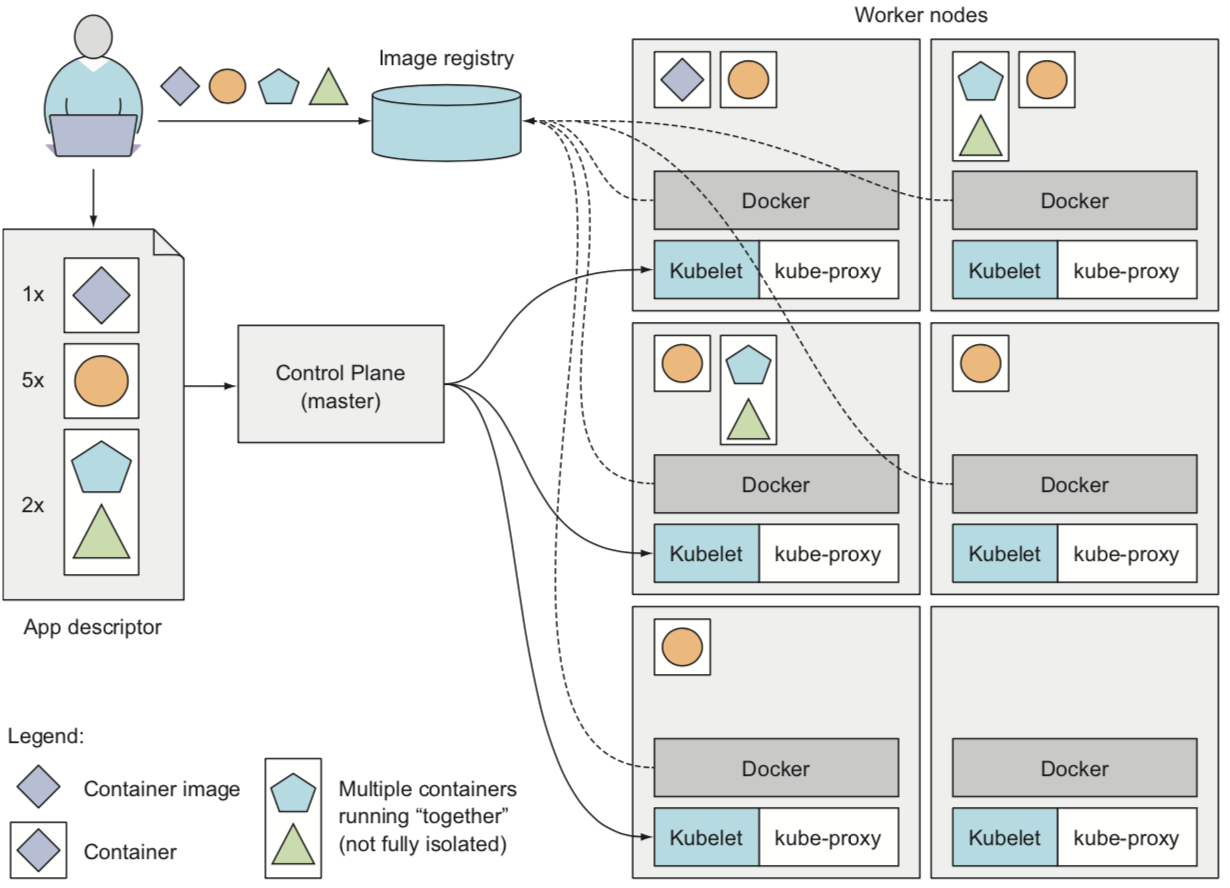 Worker nodes
Image registry
Docker
Kubelet
kube-proxy
Docker
Kubelet
kube-proxy
1x
5x
2x
App descriptor
Control Plane
(master)
Docker
Kubelet
kube-proxy
Docker
Kubelet
kube-proxy
Docker
Kubelet
kube-proxy
Docker
Kubelet
kube-proxy
Legend:
Container image
Container
Multiple containers
running “together”
(not fully isolated)